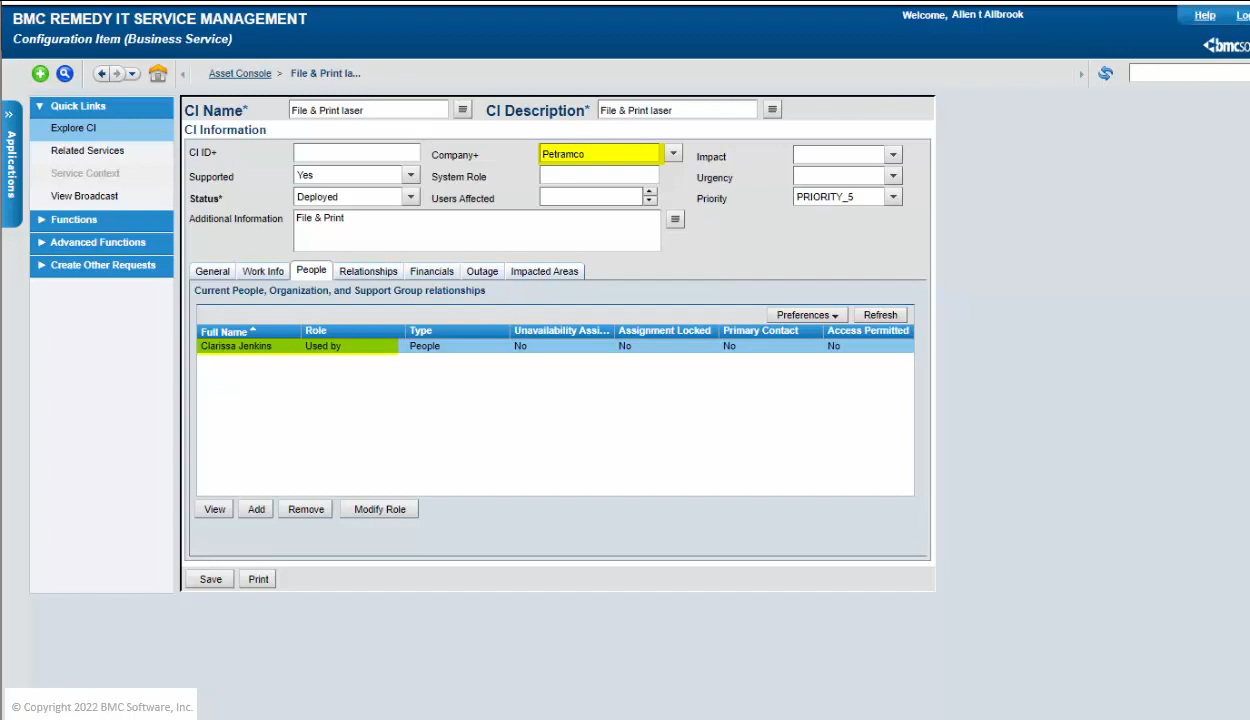 BMC REMEDY IT SERVICE MANAGEMENT
Welcome, Allen t Allbrook
Help
Configuration Item (Business Service)
Asset Console > File & Print la...
Applications
Quick Links
Explore CI
Related Services
Service Context
View Broadcast
Functions
Advanced Functions
Create Other Requests
CI Name* File & Print laser CI Description* File & Print laser
CI Information
CI ID+ Company+ Petramco Impact
Supported Yes System Role Urgency
Status* Deployed Users Affected Priority PRIORITY_5
Additional Information File & Print
General Work Info People Relationships Financials Outage Impacted Areas
Current People, Organization, and Support Group relationships
Preferences Refresh
Full Name Role Type Unavailability Assi... Assignment Locked Primary Contact Access Permitted
Clarissa Jenkins Used by People No No No No
View Add Remove Modify Role
Save Print
© Copyright 2022 BMC Software, Inc.